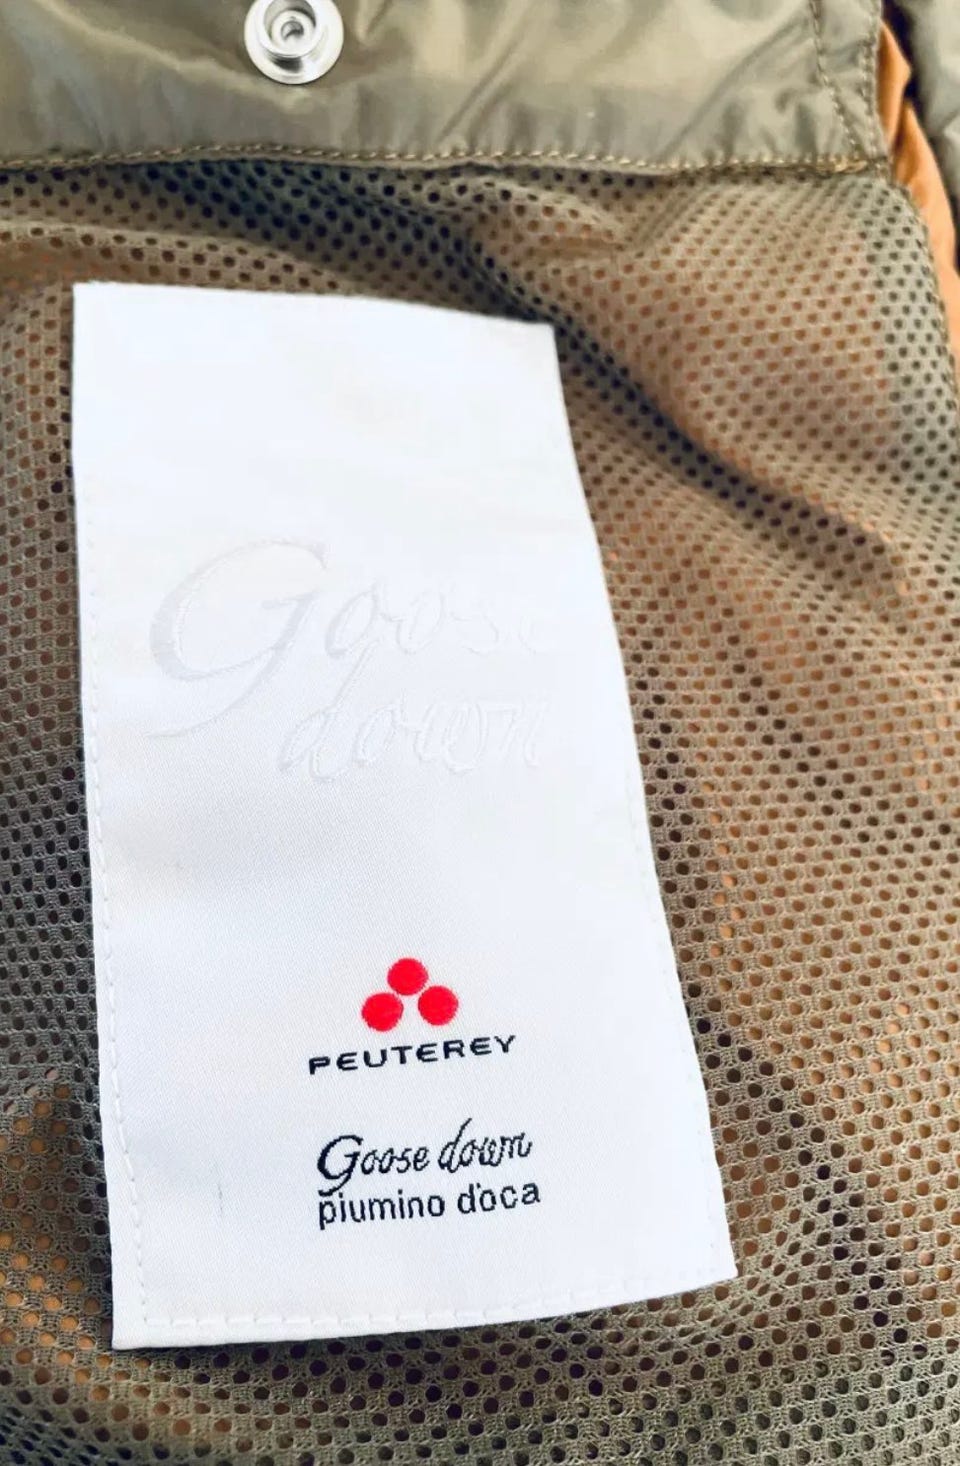 Goose
down
PEUTEREY
Goose down
piumino d'oca